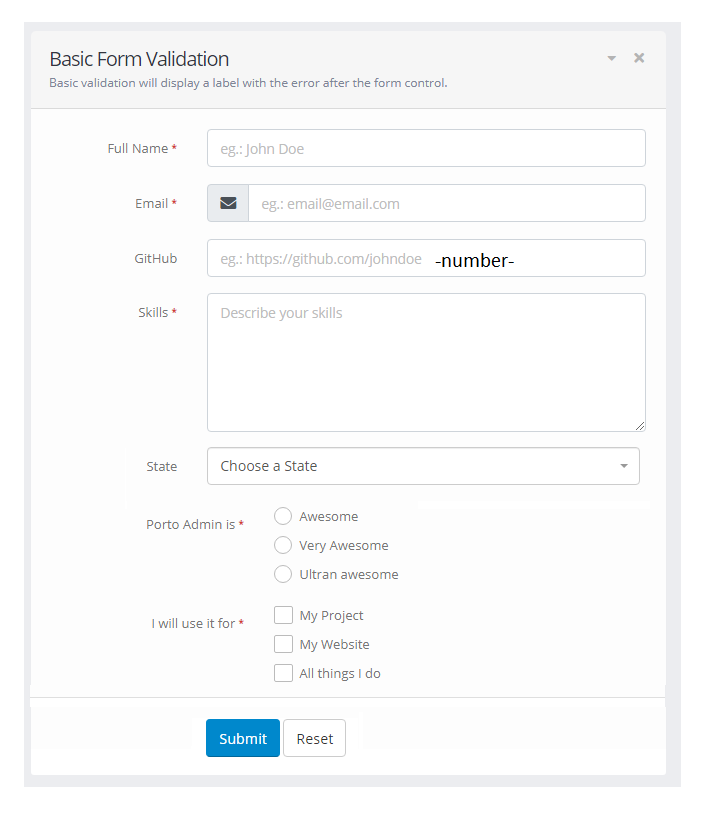 Basic Form Validation
Basic validation will display a label with the error after the form control.
Full Name * eg.: John Doe
Email * eg.: email@email.com
GitHub eg.: https://github.com/johndoe -number-
Skills * Describe your skills
State Choose a State
Porto Admin is * Awesome
Very Awesome
Ultran awesome
I will use it for * My Project
My Website
All things I do
Submit Reset